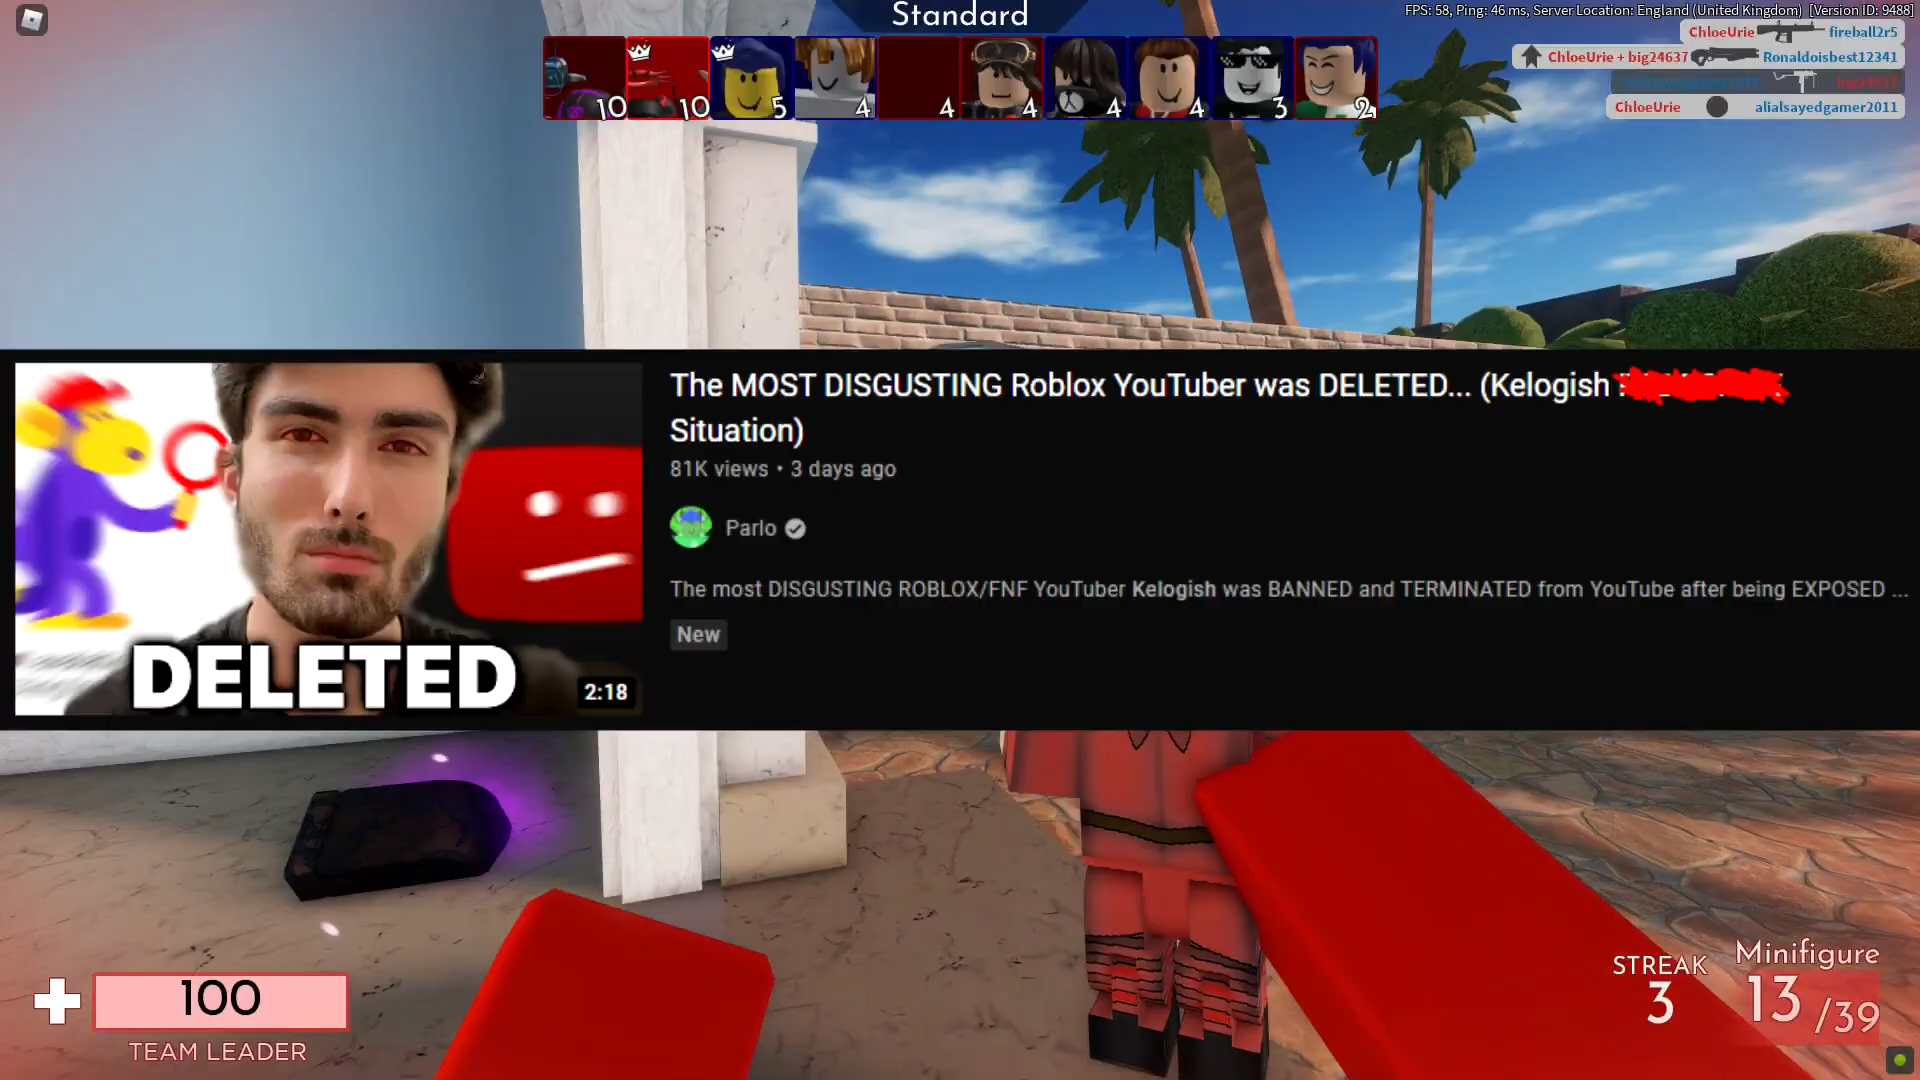 Standard
FPS: 58, Ping: 46 ms, Server Location: England (United Kingdom) [Version ID: 9488]
10 10 5 4 4 4 4 4 3 2
ChloeUrie fireball2r5
ChloeUrie + big24637 Ronaldoisbest12341
ChloeUrie alialsayedgamer2011
The MOST DISGUSTING Roblox YouTuber was DELETED... (Kelogish
Situation)
81K views • 3 days ago
Parlo
The most DISGUSTING ROBLOX/FNF YouTuber Kelogish was BANNED and TERMINATED from YouTube after being EXPOSED ...
New
DELETED
2:18
100
TEAM LEADER
STREAK
3
Minifigure
13 /39